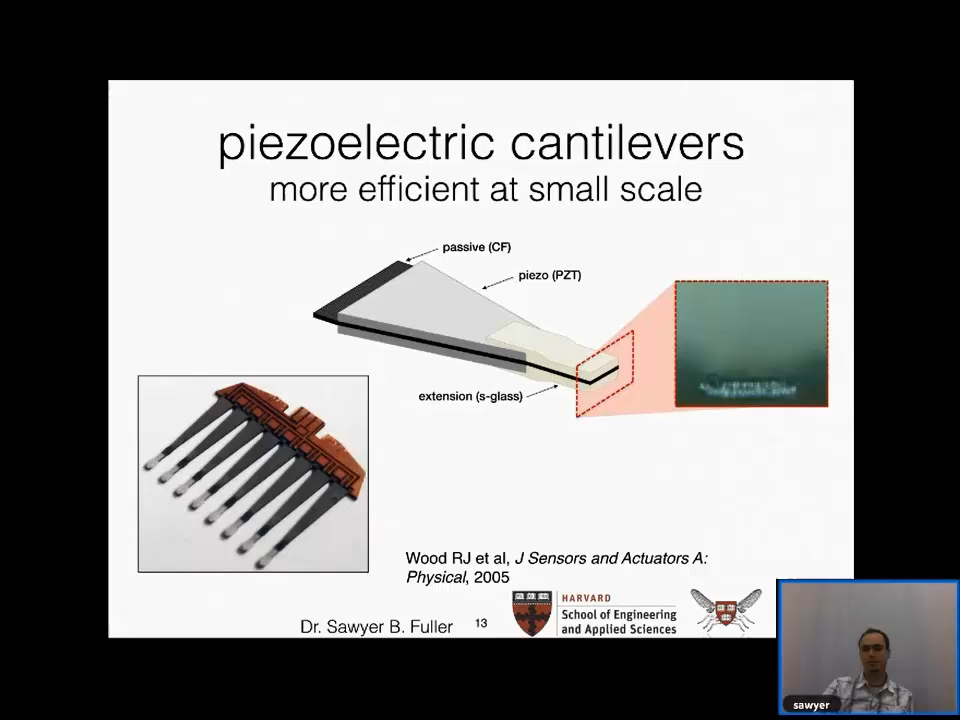 piezoelectric cantilevers
more efficient at small scale
passive (CF)
piezo (PZT)
extension (s-glass)
Wood RJ et al, J Sensors and Actuators A:
Physical, 2005
Dr. Sawyer B. Fuller
13
HARVARD
School of Engineering
and Applied Sciences
sawyer